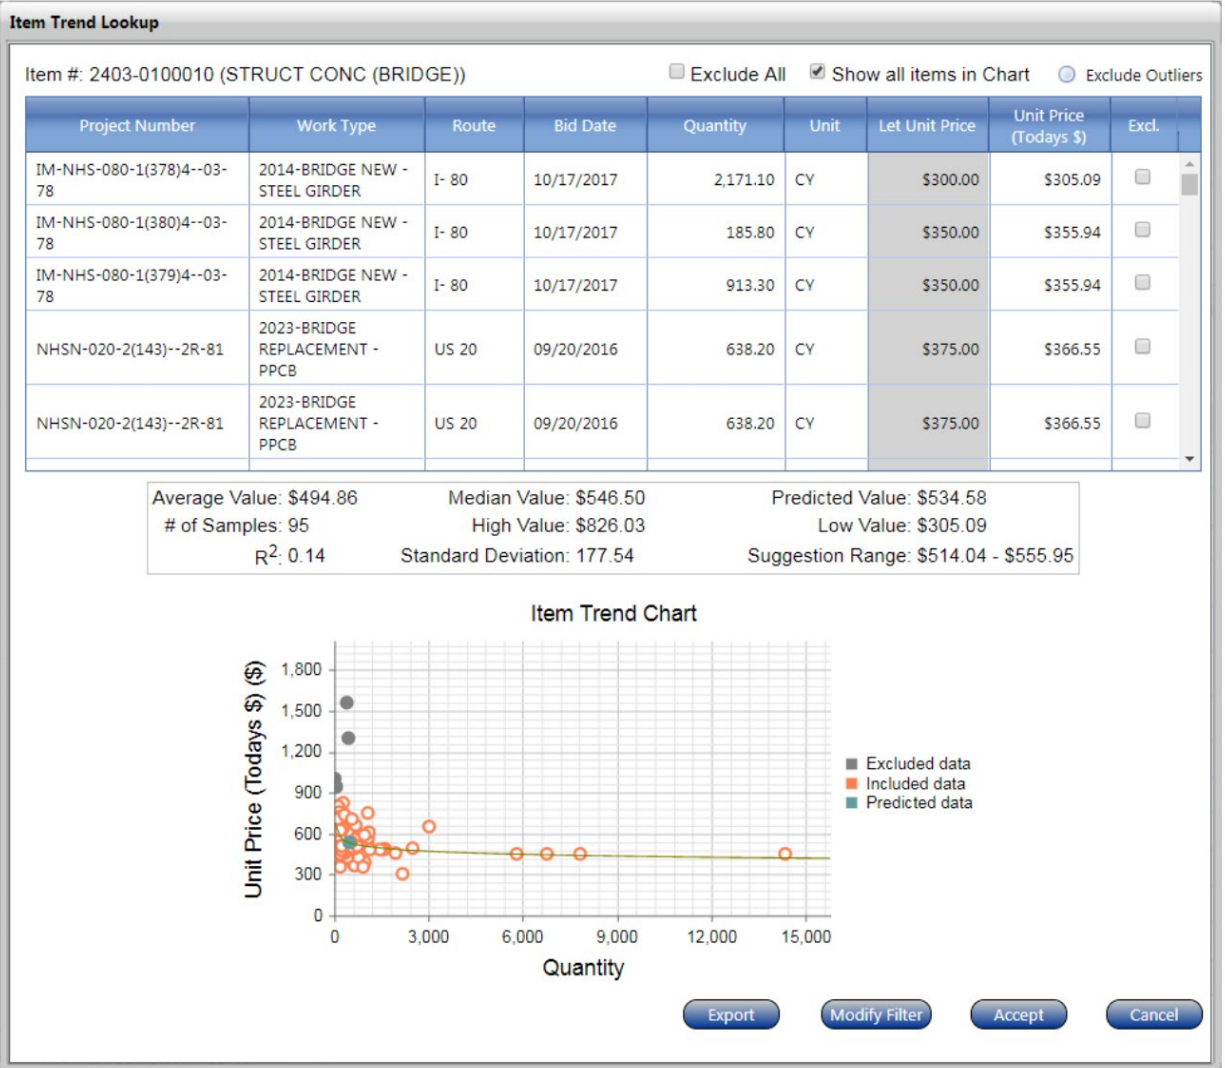 Item Trend Lookup
Item #: 2403-0100010 (STRUCT CONC (BRIDGE)) Exclude All Show all items in Chart Exclude Outliers
Project Number Work Type Route Bid Date Quantity Unit Let Unit Price Unit Price (Todays $) Excl.
IM-NHS-080-1(378)4--03-
78
2014-BRIDGE NEW -
STEEL GIRDER
I- 80 10/17/2017 2,171.10 CY $300.00 $305.09
IM-NHS-080-1(380)4--03-
78
2014-BRIDGE NEW -
STEEL GIRDER
I- 80 10/17/2017 185.80 CY $350.00 $355.94
IM-NHS-080-1(379)4--03-
78
2014-BRIDGE NEW -
STEEL GIRDER
I- 80 10/17/2017 913.30 CY $350.00 $355.94
NHSN-020-2(143)--2R-81
2023-BRIDGE
REPLACEMENT -
PPCB
US 20 09/20/2016 638.20 CY $375.00 $366.55
NHSN-020-2(143)--2R-81
2023-BRIDGE
REPLACEMENT -
PPCB
US 20 09/20/2016 638.20 CY $375.00 $366.55
Average Value: $494.86 Median Value: $546.50 Predicted Value: $534.58
# of Samples: 95 High Value: $826.03 Low Value: $305.09
R2: 0.14 Standard Deviation: 177.54 Suggestion Range: $514.04 - $555.95
Item Trend Chart
Unit Price (Todays $) ($)
1,800
1,500
1,200
900
600
300
0
0 3,000 6,000 9,000 12,000 15,000
Quantity
Excluded data
Included data
Predicted data
Export Modify Filter Accept Cancel